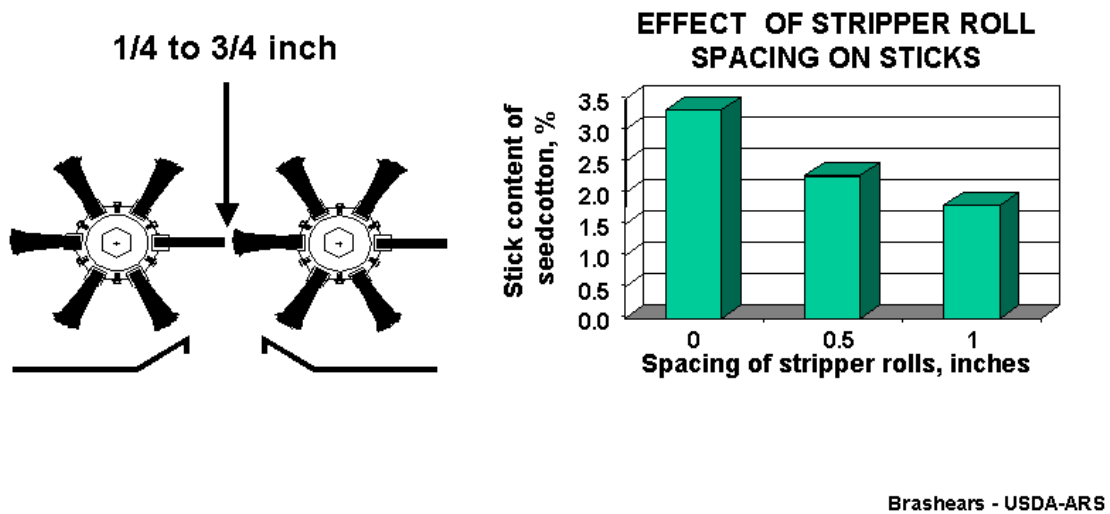 1/4 to 3/4 inch
EFFECT OF STRIPPER ROLL
SPACING ON STICKS
Stick content of
seedcotton, %
3.5
3.0
2.5
2.0
1.5
1.0
0.5
0.0
0 0.5 1
Spacing of stripper rolls, inches
Brashears - USDA-ARS